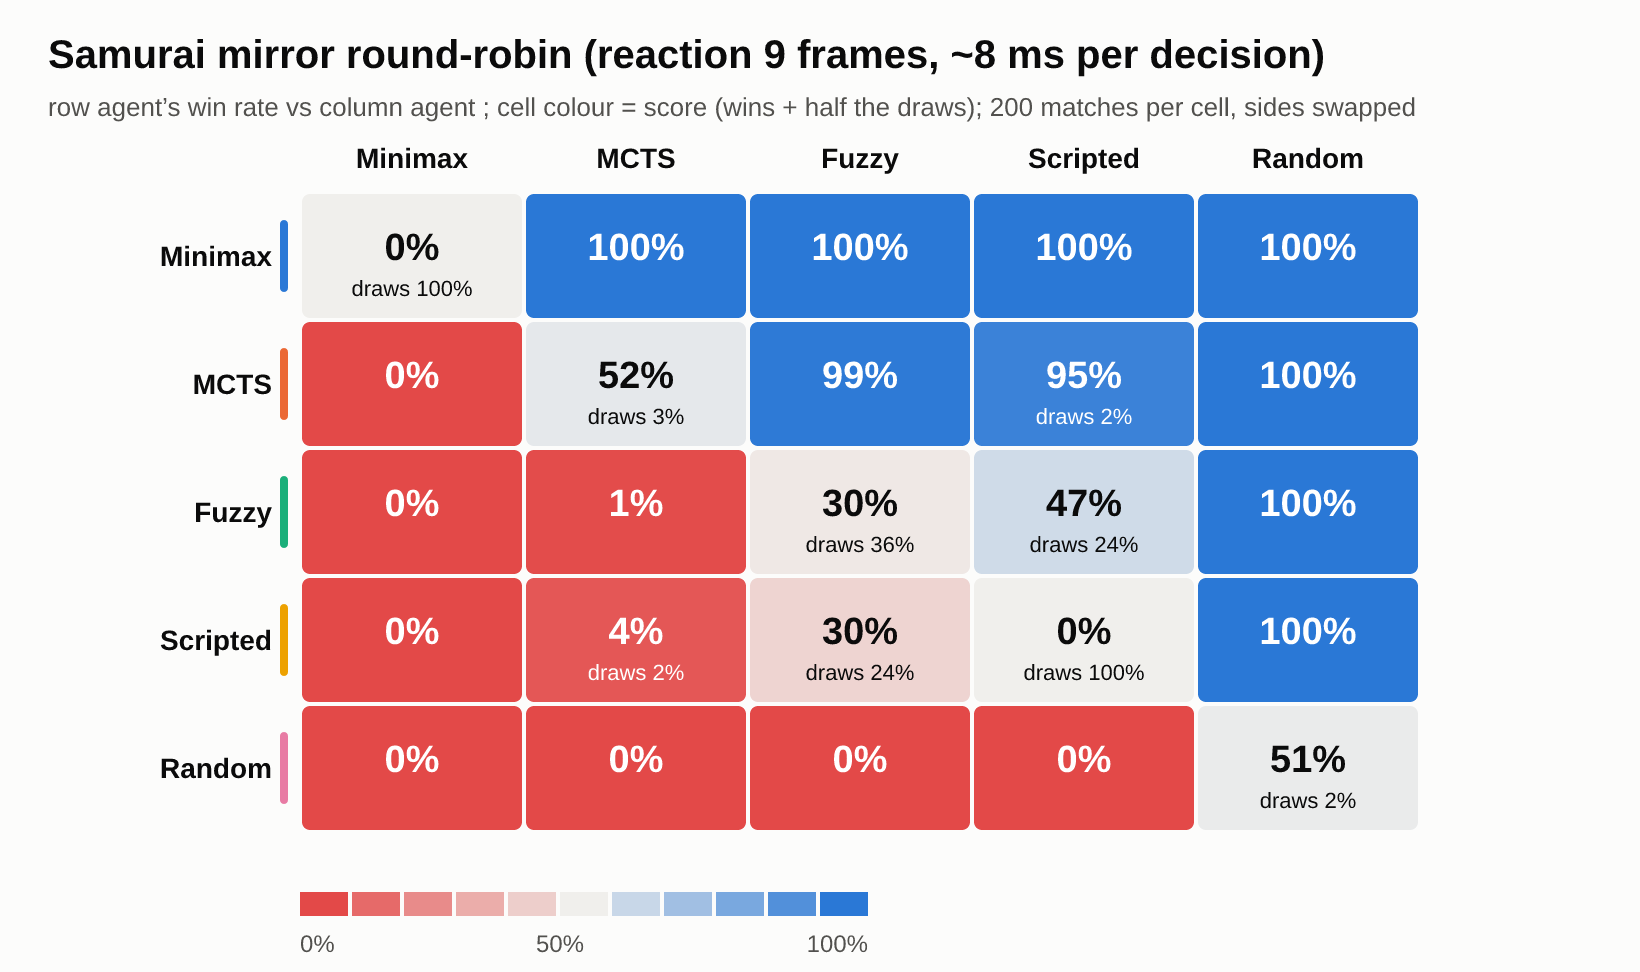 Samurai mirror round-robin (reaction 9 frames, ~8 ms per decision)
row agent’s win rate vs column agent ; cell colour = score (wins + half the draws); 200 matches per cell, sides swapped
Minimax MCTS Fuzzy Scripted Random
Minimax 0% 100% 100% 100% 100%
draws 100%
MCTS 0% 52% 99% 95% 100%
draws 3% draws 2%
Fuzzy 0% 1% 30% 47% 100%
draws 36% draws 24%
Scripted 0% 4% 30% 0% 100%
draws 2% draws 24% draws 100%
Random 0% 0% 0% 0% 51%
draws 2%
0% 50% 100%